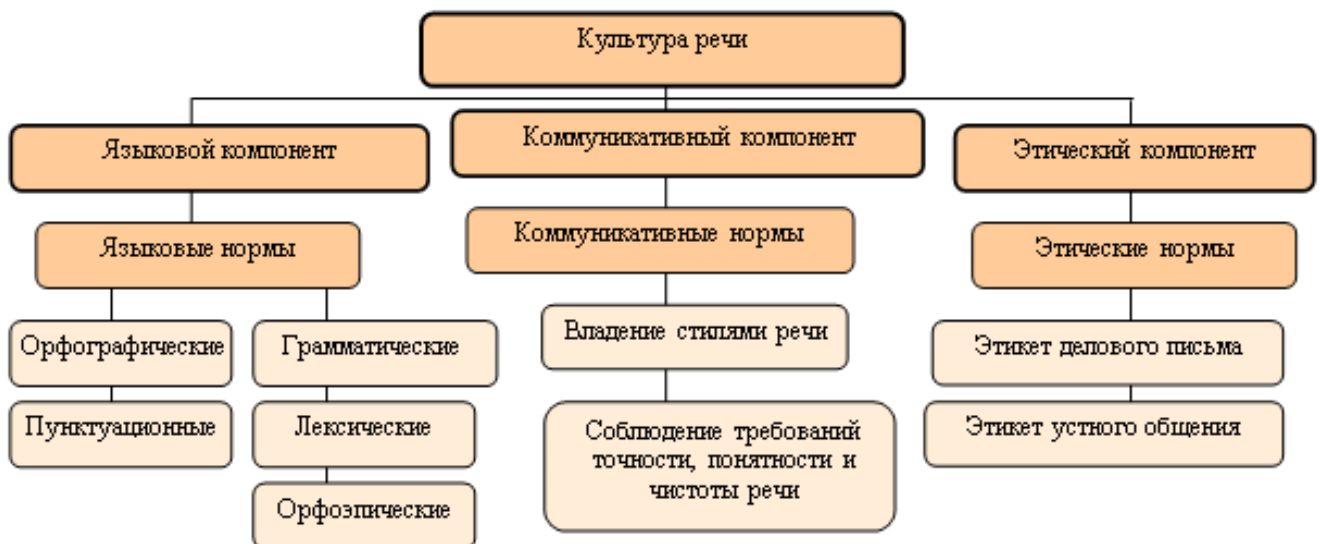 Культура речи
Языковой компонент
Коммуникативный компонент
Этический компонент
Языковые нормы
Коммуникативные нормы
Этические нормы
Орфографические
Грамматические
Владение стилями речи
Этикет делового письма
Пунктуационные
Лексические
Соблюдение требований
точности, понятности и
чистоты речи
Этикет устного общения
Орфоэпические